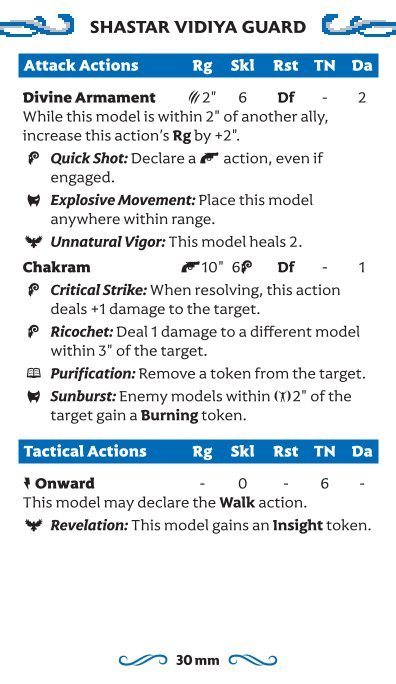 SHASTAR VIDIYA GUARD
Attack Actions Rg Skl Rst TN Da
Divine Armament 2" 6 Df - 2
While this model is within 2" of another ally,
increase this action's Rg by +2".
Quick Shot: Declare a action, even if
engaged.
Explosive Movement: Place this model
anywhere within range.
Unnatural Vigor: This model heals 2.
Chakram 10" 6 Df - 1
Critical Strike: When resolving, this action
deals +1 damage to the target.
Ricochet: Deal 1 damage to a different model
within 3" of the target.
Purification: Remove a token from the target.
Sunburst: Enemy models within 2" of the
target gain a Burning token.
Tactical Actions Rg Skl Rst TN Da
Onward - 0 - 6 -
This model may declare the Walk action.
Revelation: This model gains an Insight token.
30 mm